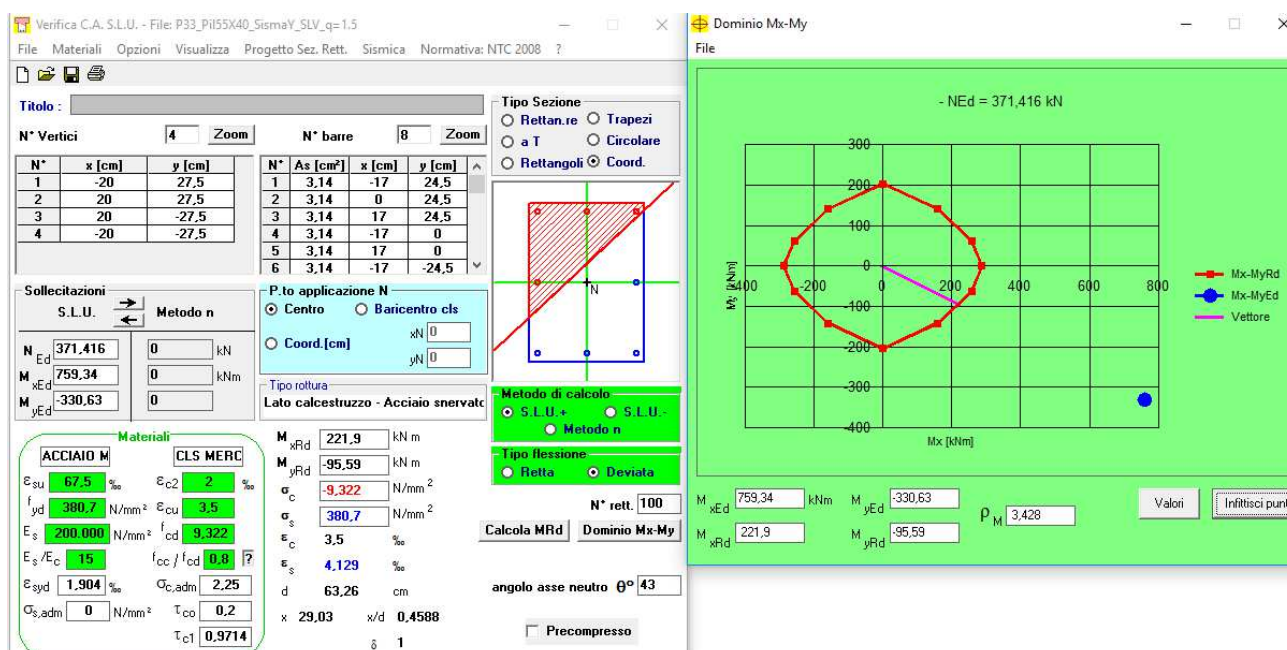 Verifica C.A. S.L.U. - File: P33_Pil55X40_SismaY_SLV_q=1.5
File Materiali Opzioni Visualizza Progetto Sez. Rett. Sismica Normativa: NTC 2008 ?
Titolo :
N° Vertici 4 Zoom N° barre 8 Zoom
N° x [cm] y [cm]
1 -20 27,5
2 20 27,5
3 20 -27,5
4 -20 -27,5
N° As [cm²] x [cm] y [cm]
1 3,14 -17 24,5
2 3,14 0 24,5
3 3,14 17 24,5
4 3,14 -17 0
5 3,14 17 0
6 3,14 -17 -24,5
Tipo Sezione
Rettan.re Trapezi
a T Circolare
Rettangoli Coord.
N
Sollecitazioni
S.L.U. Metodo n
N Ed 371,416 0 kN
M xEd 759,34 0 kNm
M yEd -330,63 0
P.to applicazione N
Centro Baricentro cls
Coord.[cm] xN 0
yN 0
Tipo rottura
Lato calcestruzzo - Acciaio snervato
Metodo di calcolo
S.L.U.+ S.L.U.-
Metodo n
Tipo flessione
Retta Deviata
N° rett. 100
Calcola MRd Dominio Mx-My
angolo asse neutro θ° 43
Precompresso
Materiali
ACCIAIO M CLS MERC
εsu 67,5 ‰ εc2 2 ‰
fyd 380,7 N/mm² εcu 3,5
Es 200.000 N/mm² fcd 9,322
Es/Ec 15 fcc / fcd 0,8 ?
εsyd 1,904 ‰ σc,adm 2,25
σs,adm 0 N/mm² τco 0,2
τc1 0,9714
M xRd 221,9 kN m
M yRd -95,59 kN m
σc -9,322 N/mm²
σs 380,7 N/mm²
εc 3,5 ‰
εs 4,129 ‰
d 63,26 cm
x 29,03 x/d 0,4588
δ 1
Dominio Mx-My
File
- NEd = 371,416 kN
300
200
100
0
-100
-200
-300
-400
-400 -200 0 200 400 600 800
My [kNm]
Mx [kNm]
Mx-MyRd
Mx-MyEd
Vettore
M xEd 759,34 kNm M yEd -330,63
M xRd 221,9 M yRd -95,59
ρM 3,428
Valori Infittisci punt